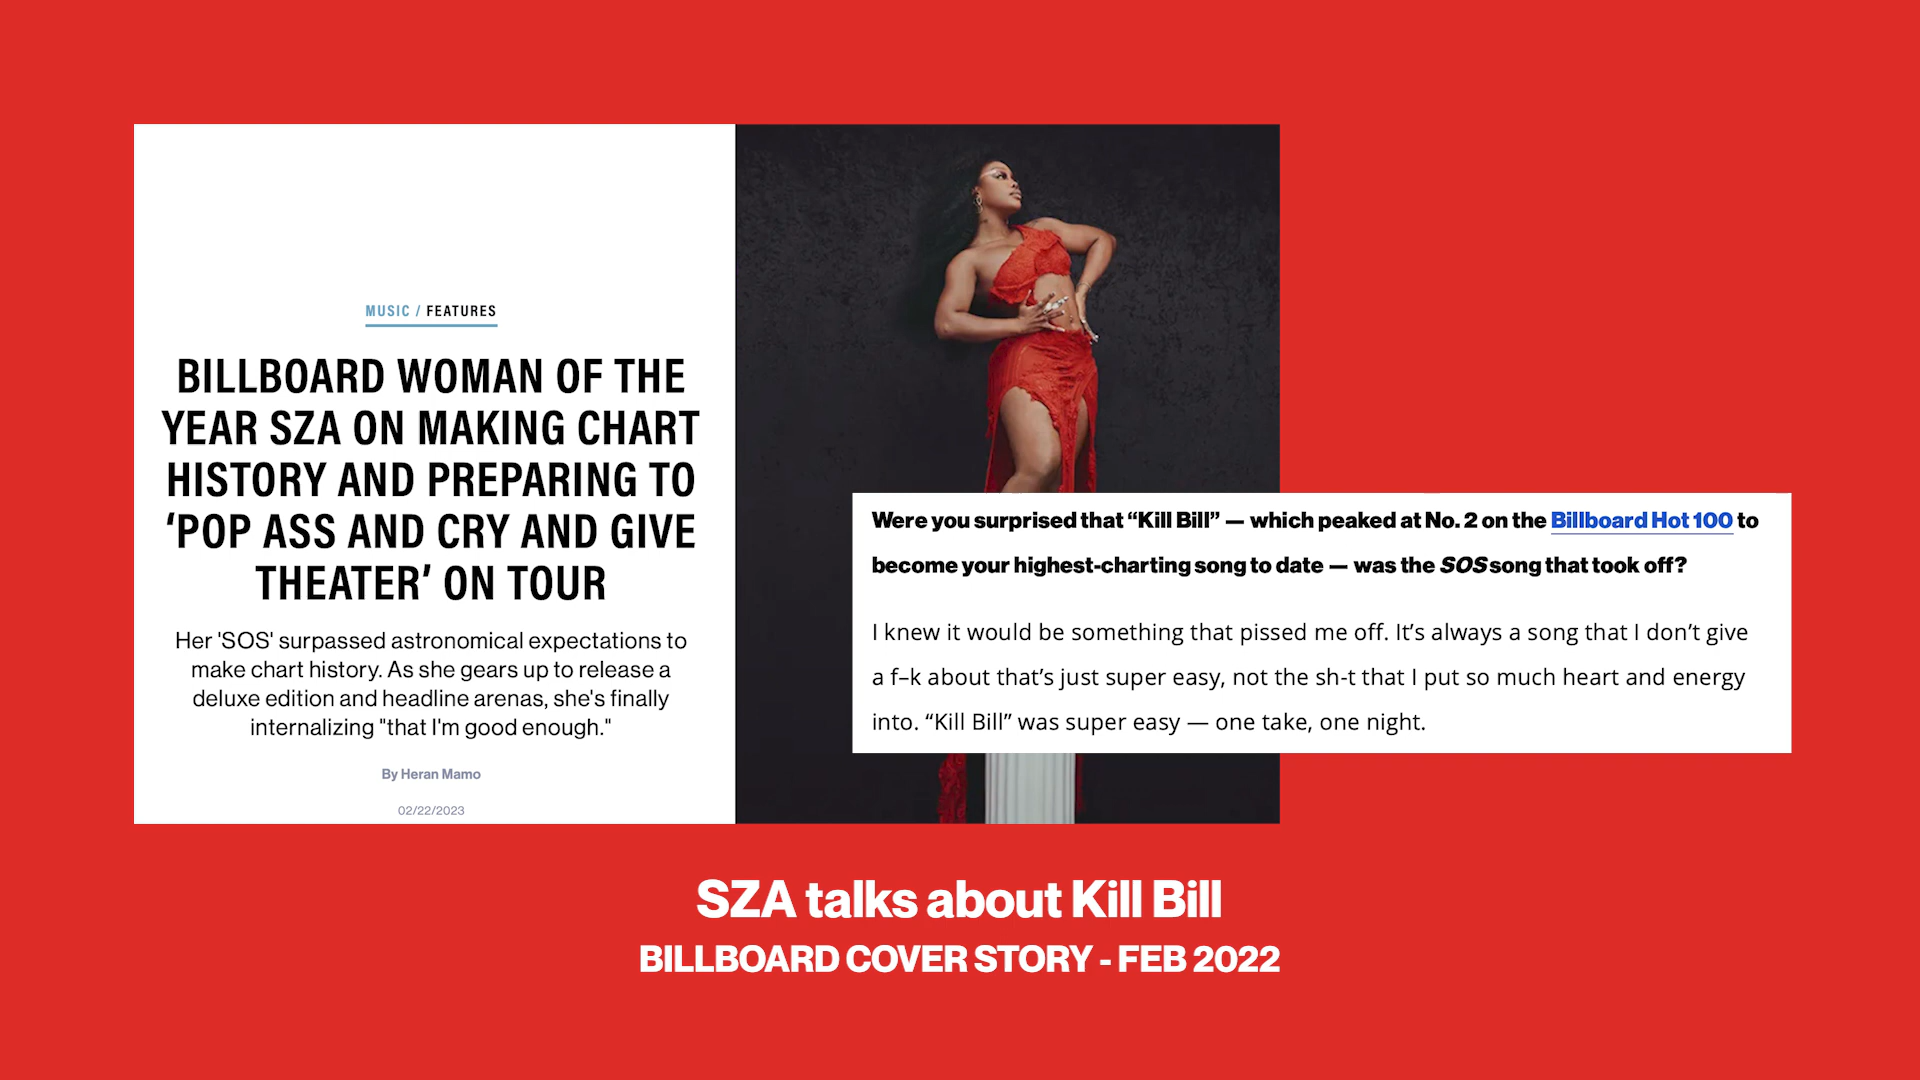 MUSIC / FEATURES
BILLBOARD WOMAN OF THE
YEAR SZA ON MAKING CHART
HISTORY AND PREPARING TO
‘POP ASS AND CRY AND GIVE
THEATER’ ON TOUR
Her 'SOS' surpassed astronomical expectations to
make chart history. As she gears up to release a
deluxe edition and headline arenas, she's finally
internalizing "that I'm good enough."
By Heran Mamo
02/22/2023
Were you surprised that “Kill Bill” — which peaked at No. 2 on the Billboard Hot 100 to
become your highest-charting song to date — was the SOS song that took off?
I knew it would be something that pissed me off. It’s always a song that I don’t give
a f–k about that’s just super easy, not the sh-t that I put so much heart and energy
into. “Kill Bill” was super easy — one take, one night.
SZA talks about Kill Bill
BILLBOARD COVER STORY - FEB 2022